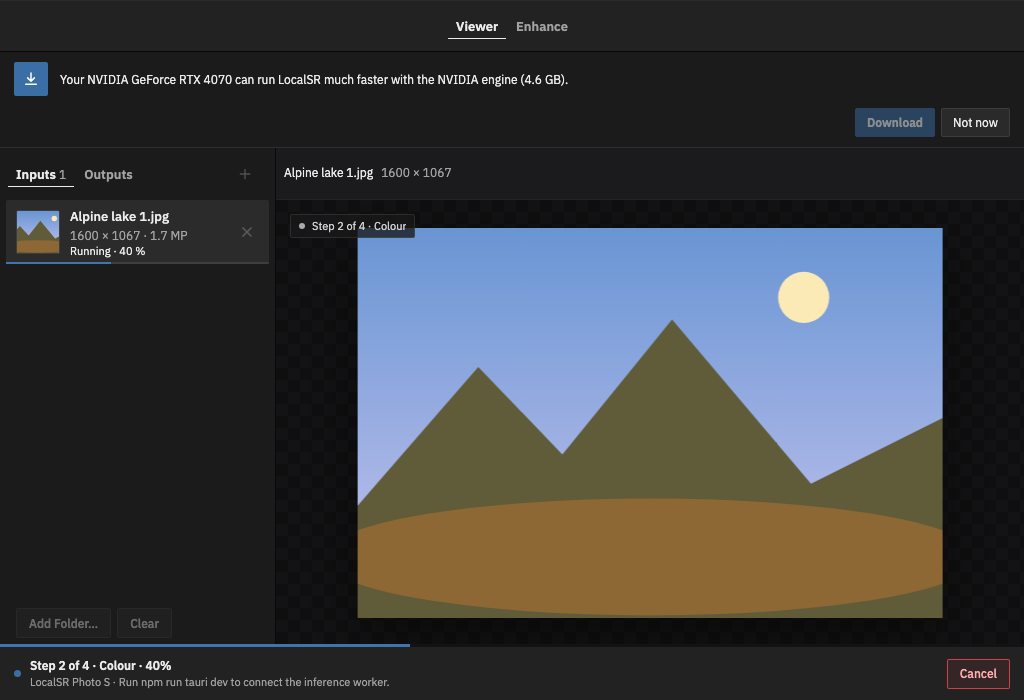 Viewer Enhance
Your NVIDIA GeForce RTX 4070 can run LocalSR much faster with the NVIDIA engine (4.6 GB).
Download Not now
Inputs 1 Outputs
Alpine lake 1.jpg 1600 × 1067
Alpine lake 1.jpg
1600 × 1067 · 1.7 MP
Running · 40 %
Step 2 of 4 · Colour
Add Folder... Clear
Step 2 of 4 · Colour · 40%
LocalSR Photo S · Run npm run tauri dev to connect the inference worker.
Cancel